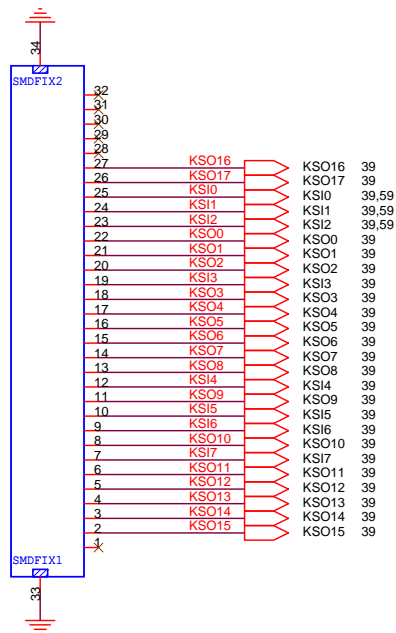 34
SMDFIX2
32
31
30
29
28
27 KSO16 KSO16 39
26 KSO17 KSO17 39
25 KSI0 KSI0 39,59
24 KSI1 KSI1 39,59
23 KSI2 KSI2 39,59
22 KSO0 KSO0 39
21 KSO1 KSO1 39
20 KSO2 KSO2 39
19 KSI3 KSI3 39
18 KSO3 KSO3 39
17 KSO4 KSO4 39
16 KSO5 KSO5 39
15 KSO6 KSO6 39
14 KSO7 KSO7 39
13 KSO8 KSO8 39
12 KSI4 KSI4 39
11 KSO9 KSO9 39
10 KSI5 KSI5 39
9 KSI6 KSI6 39
8 KSO10 KSO10 39
7 KSI7 KSI7 39
6 KSO11 KSO11 39
5 KSO12 KSO12 39
4 KSO13 KSO13 39
3 KSO14 KSO14 39
2 KSO15 KSO15 39
1
SMDFIX1
33